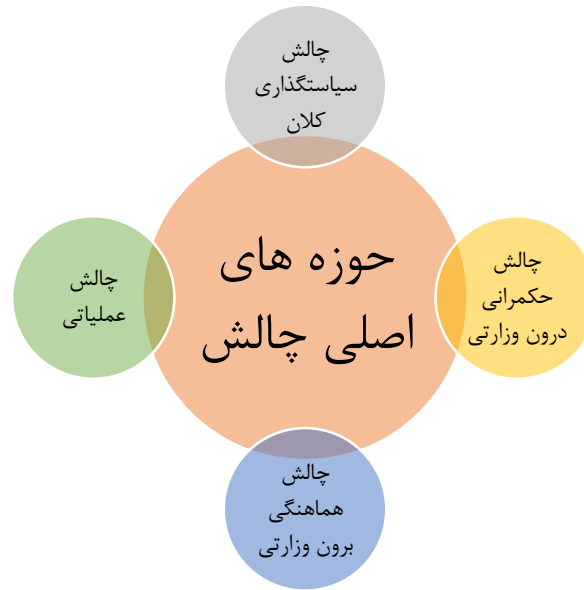 چالش
سیاستگذاری
کلان
حوزه های
اصلی چالش
چالش
حکمرانی
درون وزارتی
چالش
هماهنگی
برون وزارتی
چالش
عملیاتی